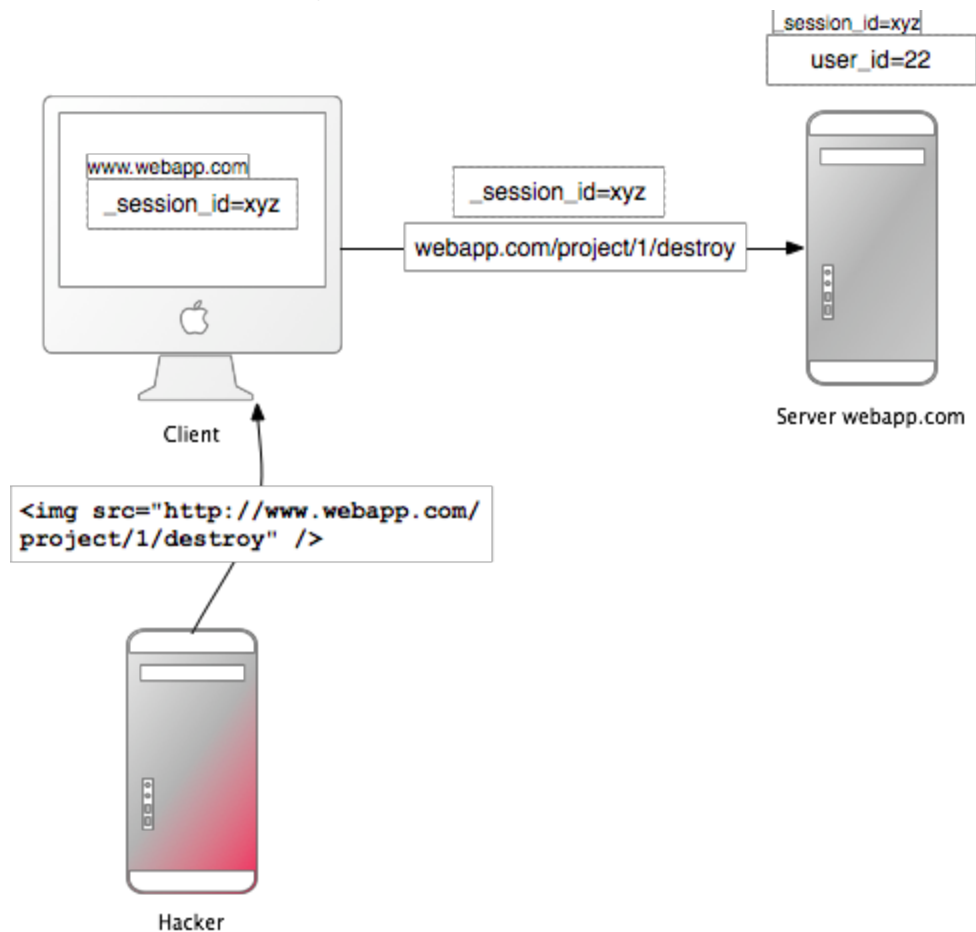 _session_id=xyz
user_id=22
www.webapp.com
_session_id=xyz
_session_id=xyz
webapp.com/project/1/destroy
Server webapp.com
Client
<img src="http://www.webapp.com/
project/1/destroy" />
Hacker